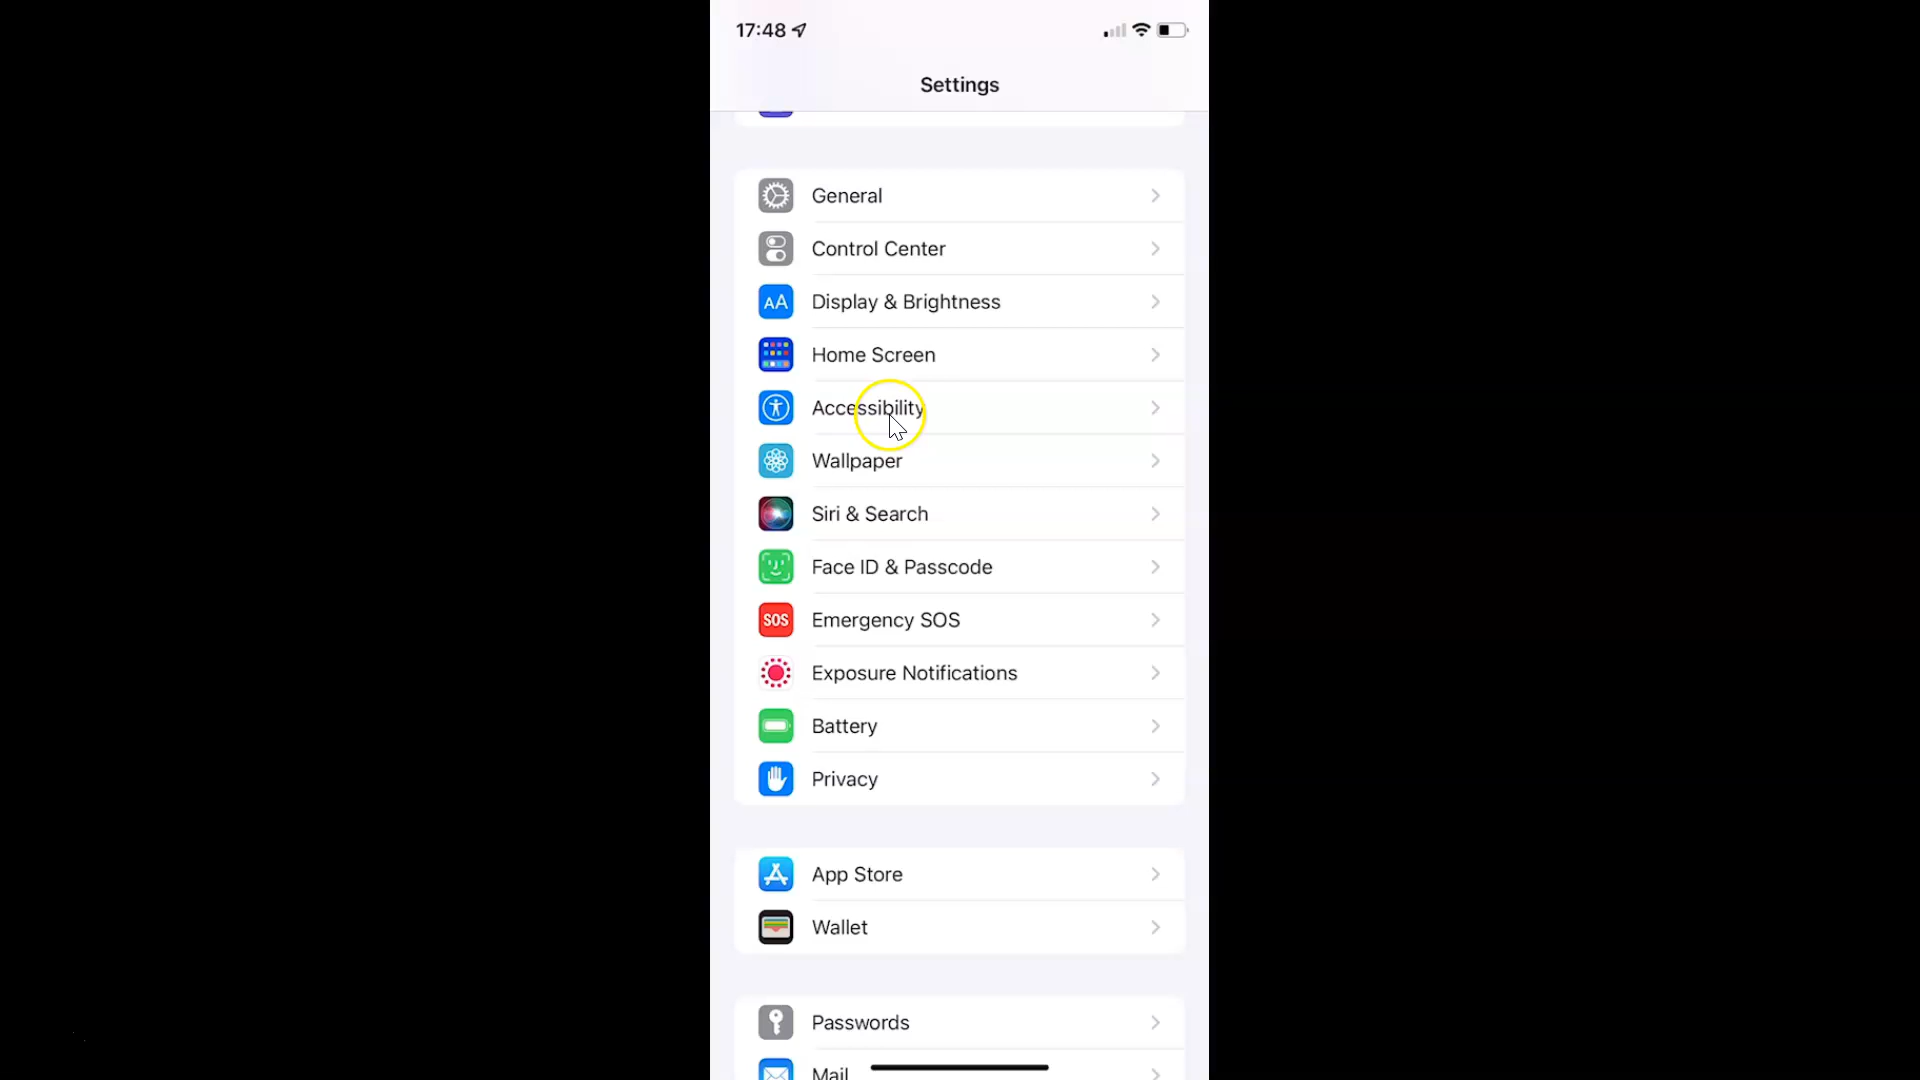 17:48
Settings
General
Control Center
AA Display & Brightness
Home Screen
Accessibility
Wallpaper
Siri & Search
Face ID & Passcode
SOS Emergency SOS
Exposure Notifications
Battery
Privacy
App Store
Wallet
Passwords
Mail